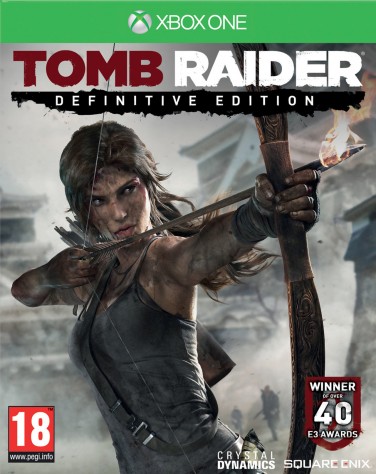 XBOX ONE
TOMB RAIDER
DEFINITIVE EDITION
WINNER
OF OVER
40
E3 AWARDS
18
www.pegi.info
CRYSTAL
DYNAMICS
SQUARE ENIX